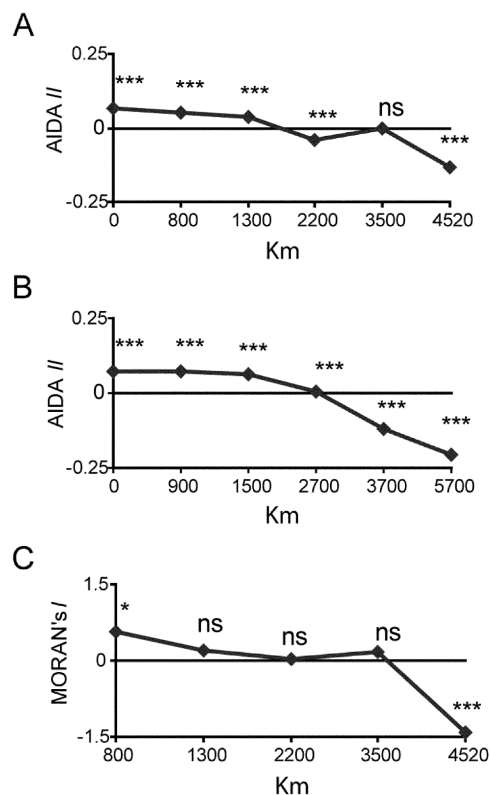 A
0.25
*** *** *** *** ns ***
AIDA II
0
-0.25
0 800 1300 2200 3500 4520
Km
B
0.25
*** *** *** *** *** ***
AIDA II
0
-0.25
0 900 1500 2700 3700 5700
Km
C
1.5
* ns ns ns ***
MORAN's I
0
-1.5
800 1300 2200 3500 4520
Km